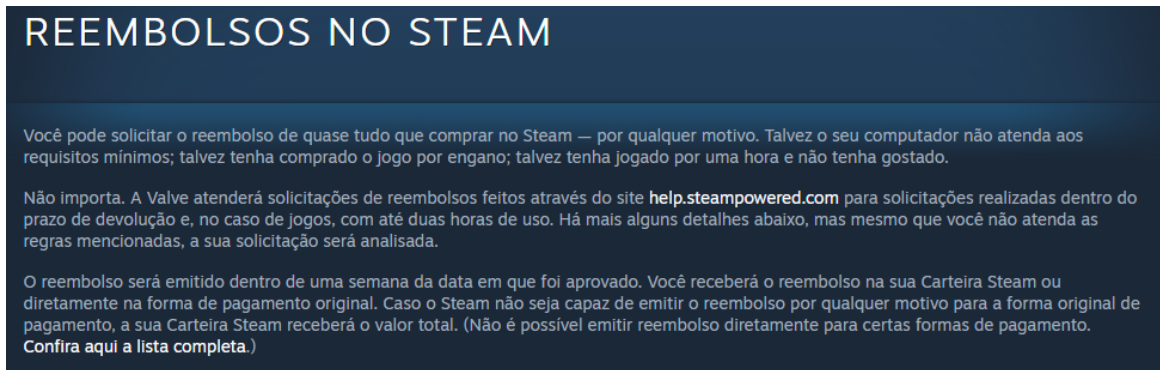 REEMBOLSOS NO STEAM
Você pode solicitar o reembolso de quase tudo que comprar no Steam — por qualquer motivo. Talvez o seu computador não atenda aos
requisitos mínimos; talvez tenha comprado o jogo por engano; talvez tenha jogado por uma hora e não tenha gostado.
Não importa. A Valve atenderá solicitações de reembolsos feitos através do site help.steampowered.com para solicitações realizadas dentro do
prazo de devolução e, no caso de jogos, com até duas horas de uso. Há mais alguns detalhes abaixo, mas mesmo que você não atenda as
regras mencionadas, a sua solicitação será analisada.
O reembolso será emitido dentro de uma semana da data em que foi aprovado. Você receberá o reembolso na sua Carteira Steam ou
diretamente na forma de pagamento original. Caso o Steam não seja capaz de emitir o reembolso por qualquer motivo para a forma original de
pagamento, a sua Carteira Steam receberá o valor total. (Não é possível emitir reembolso diretamente para certas formas de pagamento.
Confira aqui a lista completa.)